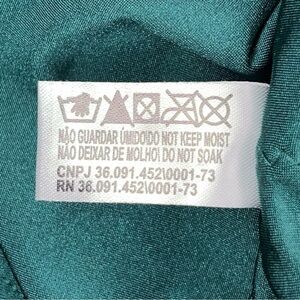 NÃO GUARDAR ÚMIDO\DO NOT KEEP MOIST
NÃO DEIXAR DE MOLHO\ DO NOT SOAK
CNPJ 36.091.452\0001-73
RN 36.091.452\0001-73